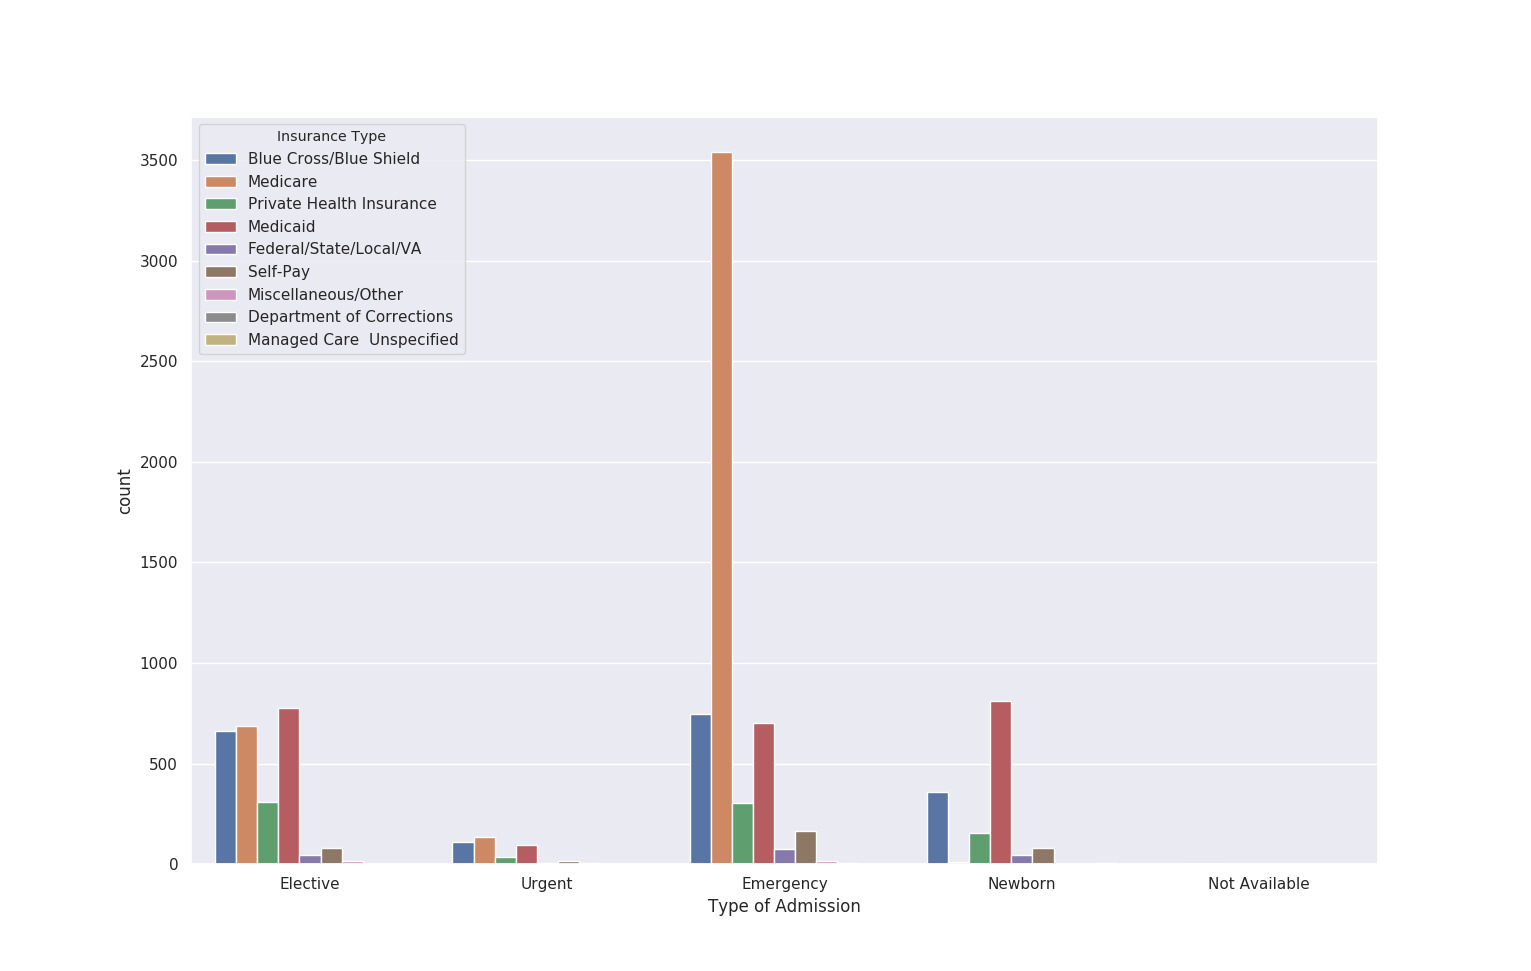 Insurance Type
Blue Cross/Blue Shield
Medicare
Private Health Insurance
Medicaid
Federal/State/Local/VA
Self-Pay
Miscellaneous/Other
Department of Corrections
Managed Care  Unspecified
3500
3000
2500
2000
1500
1000
500
0
count
Elective Urgent Emergency Newborn Not Available
Type of Admission